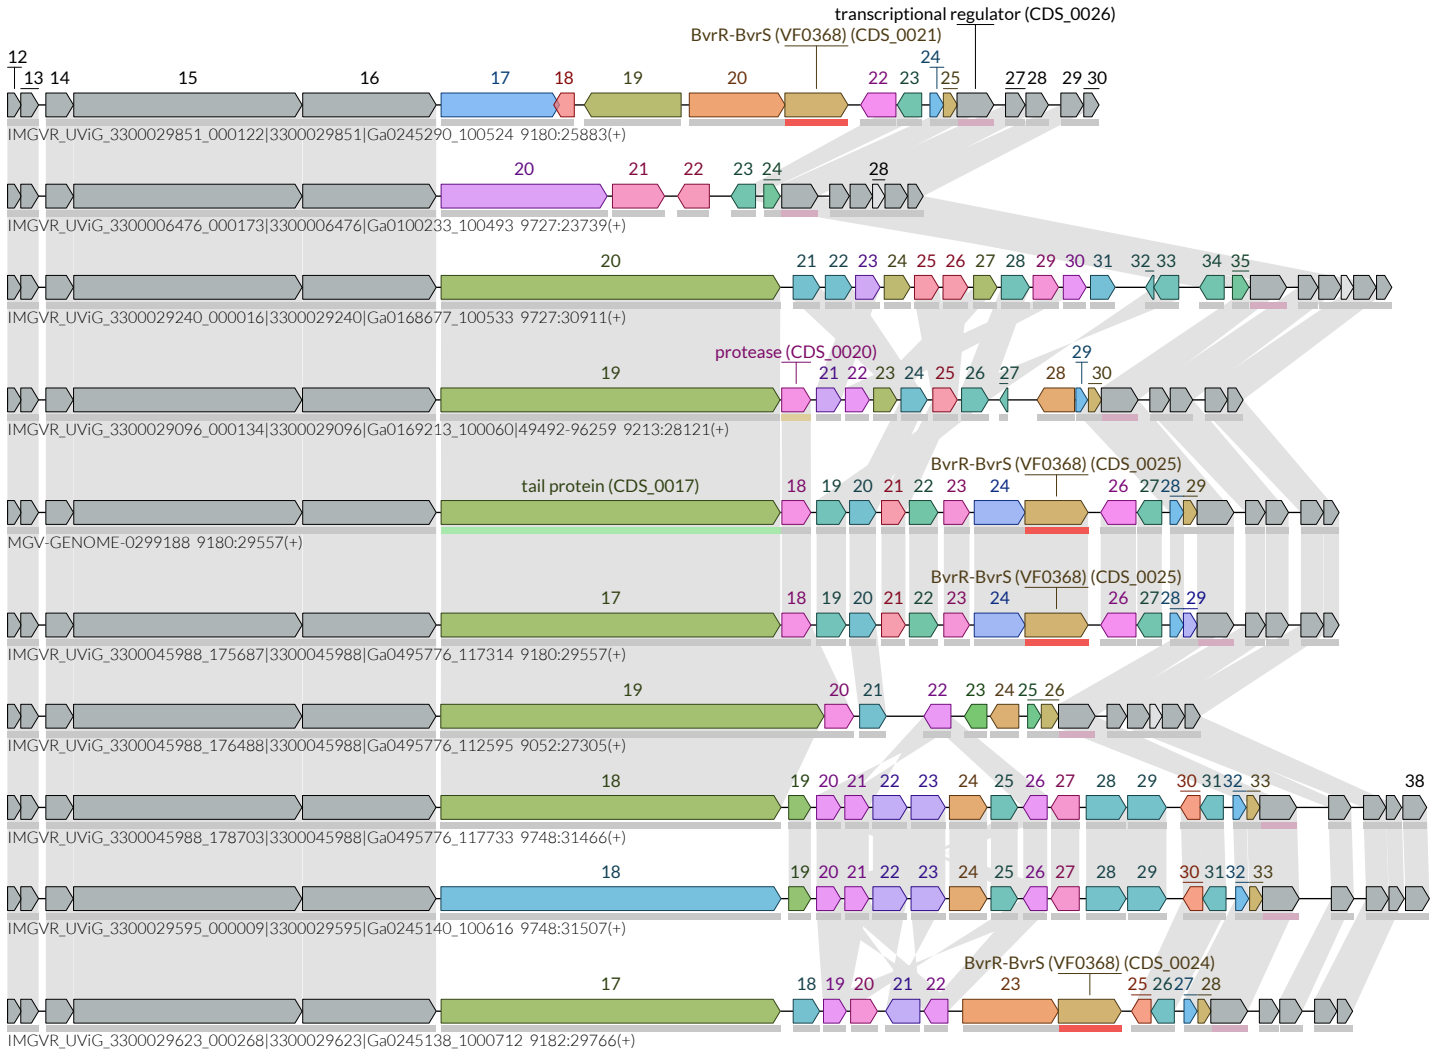 transcriptional regulator (CDS_0026)
BvrR-BvrS (VF0368) (CDS_0021)
12 24
13 14 15 16 17 18 19 20 22 23 25 27 28 29 30
IMGVR_UViG_3300029851_000122|3300029851|Ga0245290_100524 9180:25883(+)
20 21 22 23 24 28
IMGVR_UViG_3300006476_000173|3300006476|Ga0100233_100493 9727:23739(+)
20 21 22 23 24 25 26 27 28 29 30 31 32 33 34 35
IMGVR_UViG_3300029240_000016|3300029240|Ga0168677_100533 9727:30911(+)
protease (CDS_0020) 29
19 21 22 23 24 25 26 27 28 30
IMGVR_UViG_3300029096_000134|3300029096|Ga0169213_100060|49492-96259 9213:28121(+)
BvrR-BvrS (VF0368) (CDS_0025)
tail protein (CDS_0017) 18 19 20 21 22 23 24 26 27 28 29
MGV-GENOME-0299188 9180:29557(+)
BvrR-BvrS (VF0368) (CDS_0025)
17 18 19 20 21 22 23 24 26 27 28 29
IMGVR_UViG_3300045988_175687|3300045988|Ga0495776_117314 9180:29557(+)
19 20 21 22 23 24 25 26
IMGVR_UViG_3300045988_176488|3300045988|Ga0495776_112595 9052:27305(+)
18 19 20 21 22 23 24 25 26 27 28 29 30 31 32 33 38
IMGVR_UViG_3300045988_178703|3300045988|Ga0495776_117733 9748:31466(+)
18 19 20 21 22 23 24 25 26 27 28 29 30 31 32 33
IMGVR_UViG_3300029595_000009|3300029595|Ga0245140_100616 9748:31507(+)
BvrR-BvrS (VF0368) (CDS_0024)
17 18 19 20 21 22 23 25 26 27 28
IMGVR_UViG_3300029623_000268|3300029623|Ga0245138_1000712 9182:29766(+)